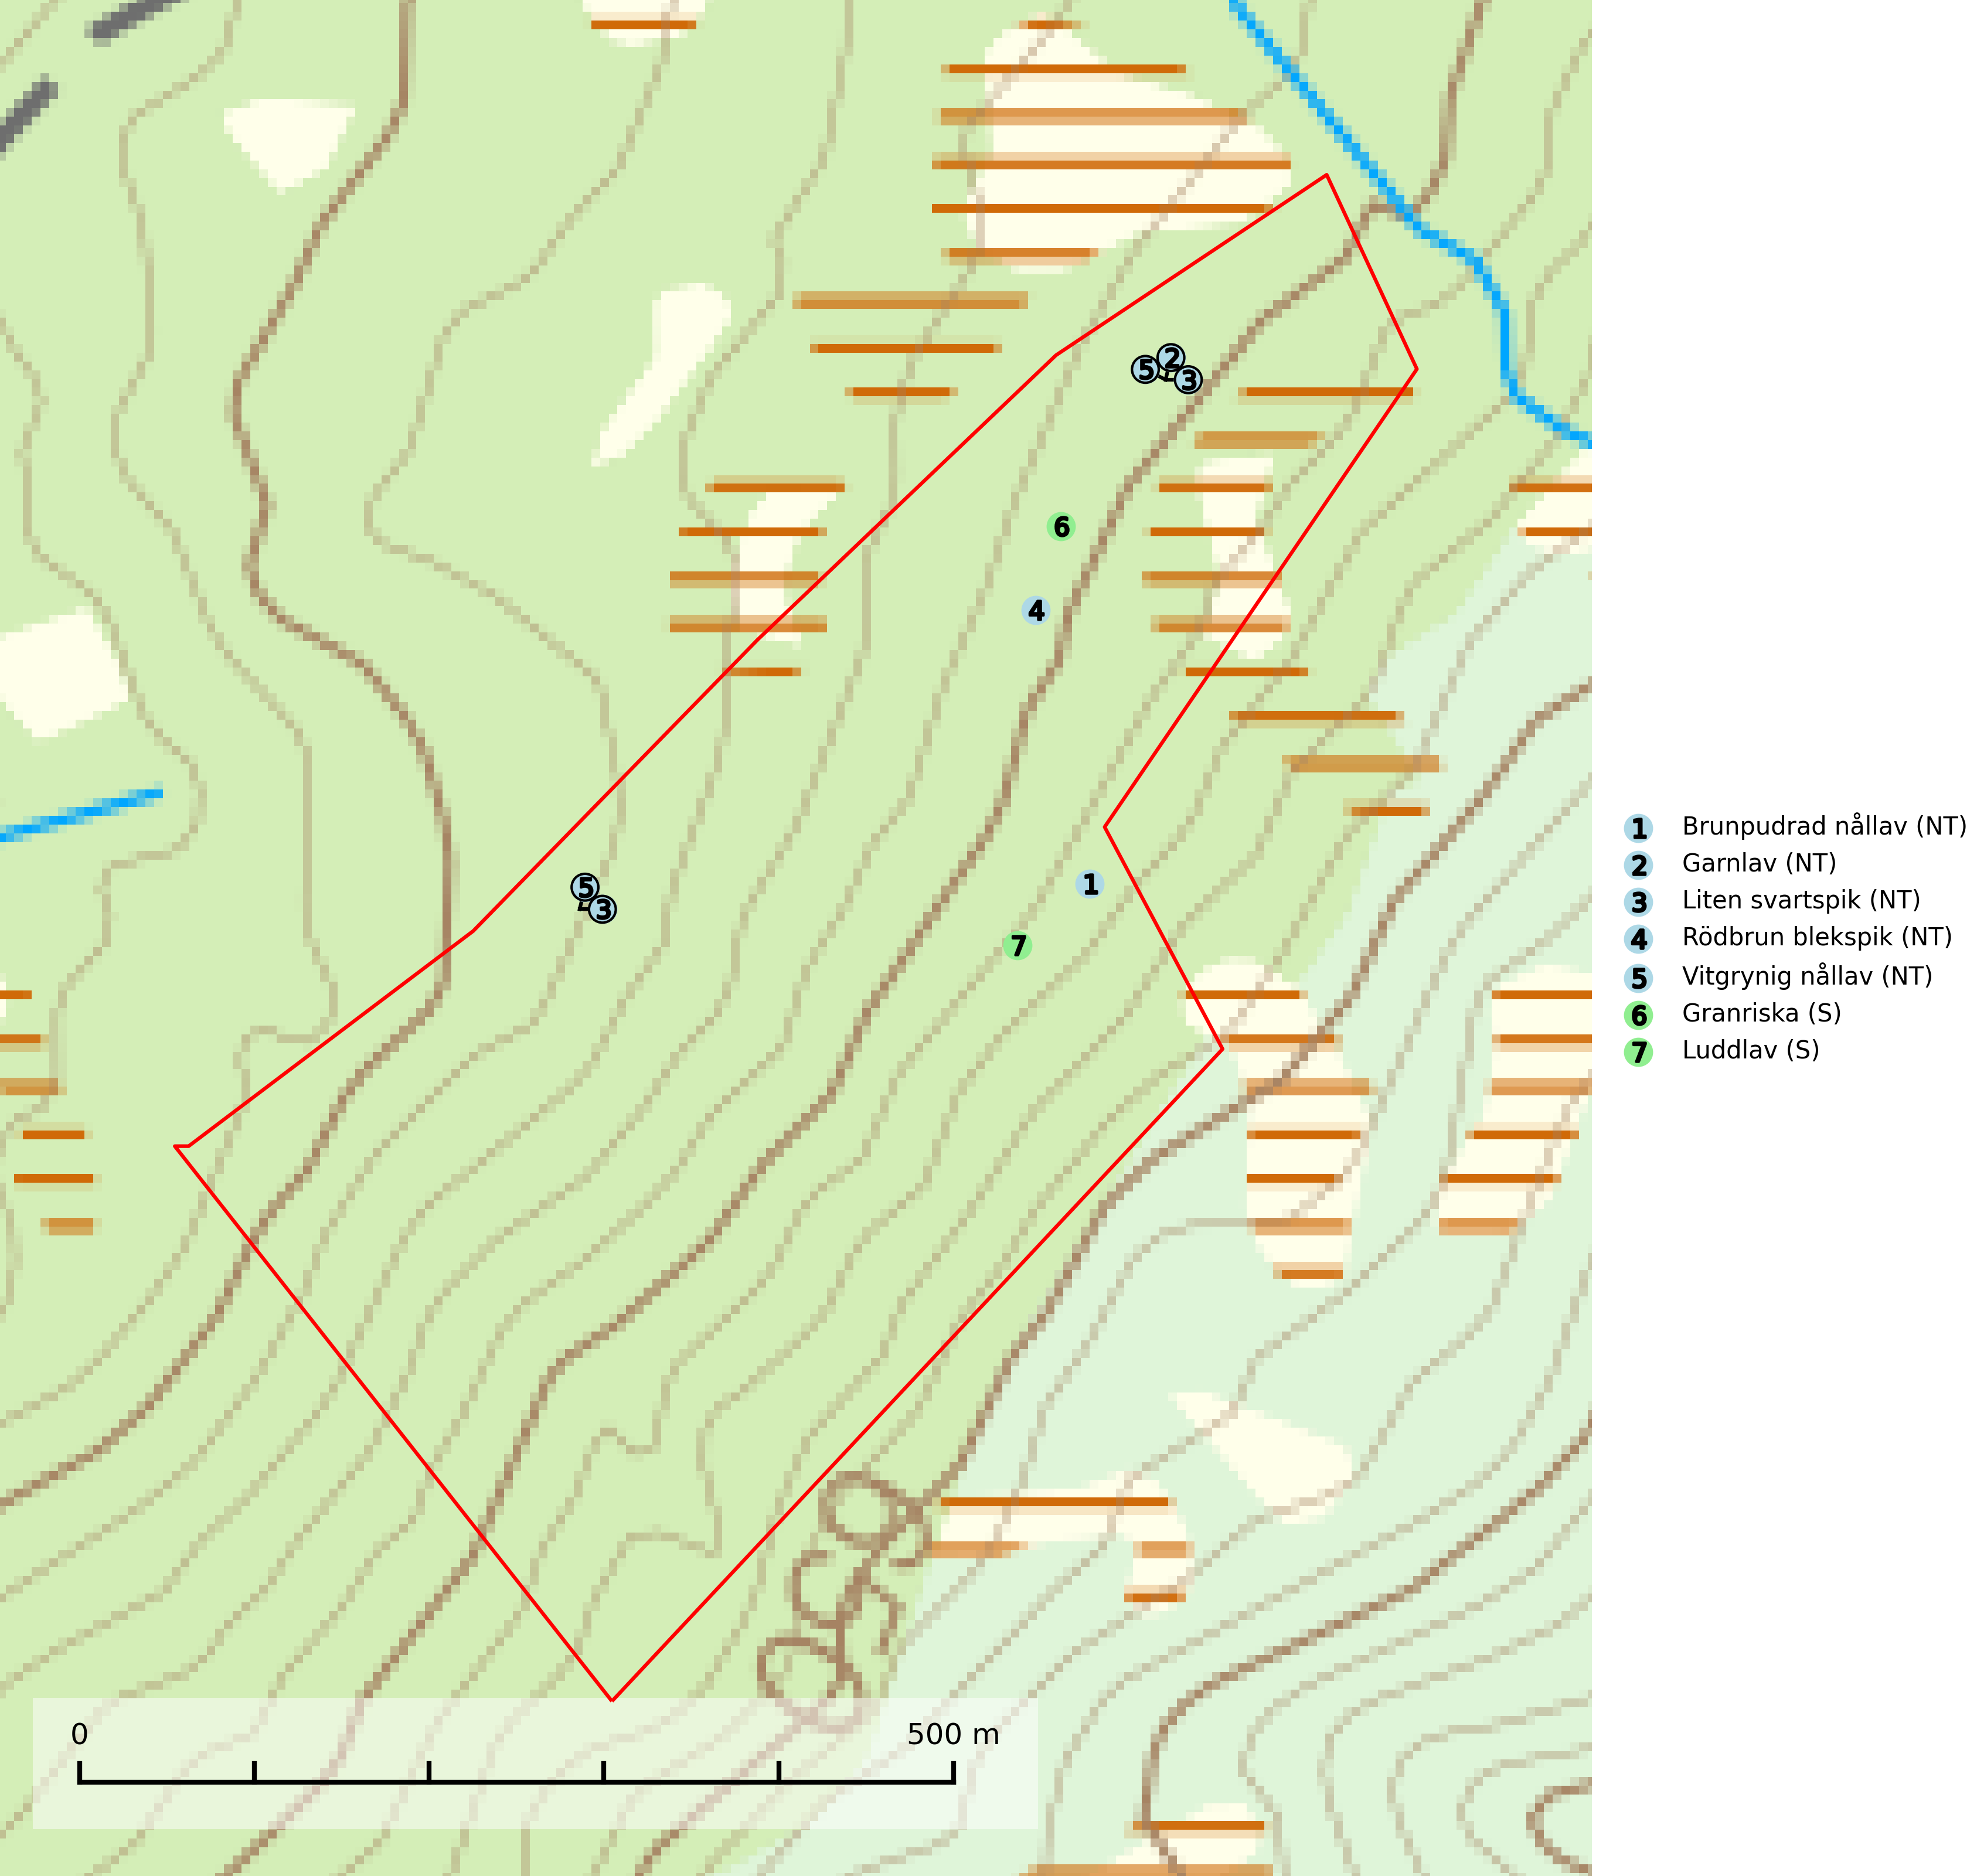 2
5
3
6
4
5
3
1
7
1 Brunpudrad nållav (NT)
2 Garnlav (NT)
3 Liten svartspik (NT)
4 Rödbrun blekspik (NT)
5 Vitgrynig nållav (NT)
6 Granriska (S)
7 Luddlav (S)
0 500 m